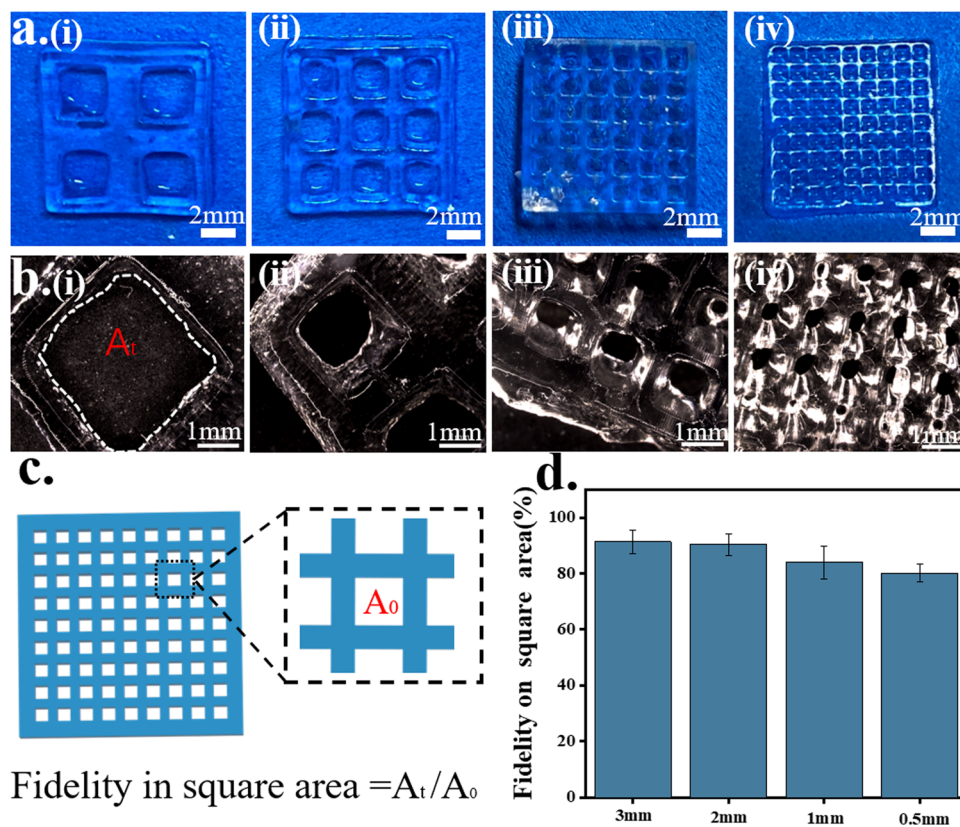 a.(i) (ii) (iii) (iv)
2mm 2mm 2mm 2mm
b.(i) (ii) (iii) (iv)
At
1mm 1mm 1mm 1mm
c.
A0
Fidelity in square area =At/A0
d.
Fidelity on square area(%)
100
80
60
40
20
0
3mm 2mm 1mm 0.5mm